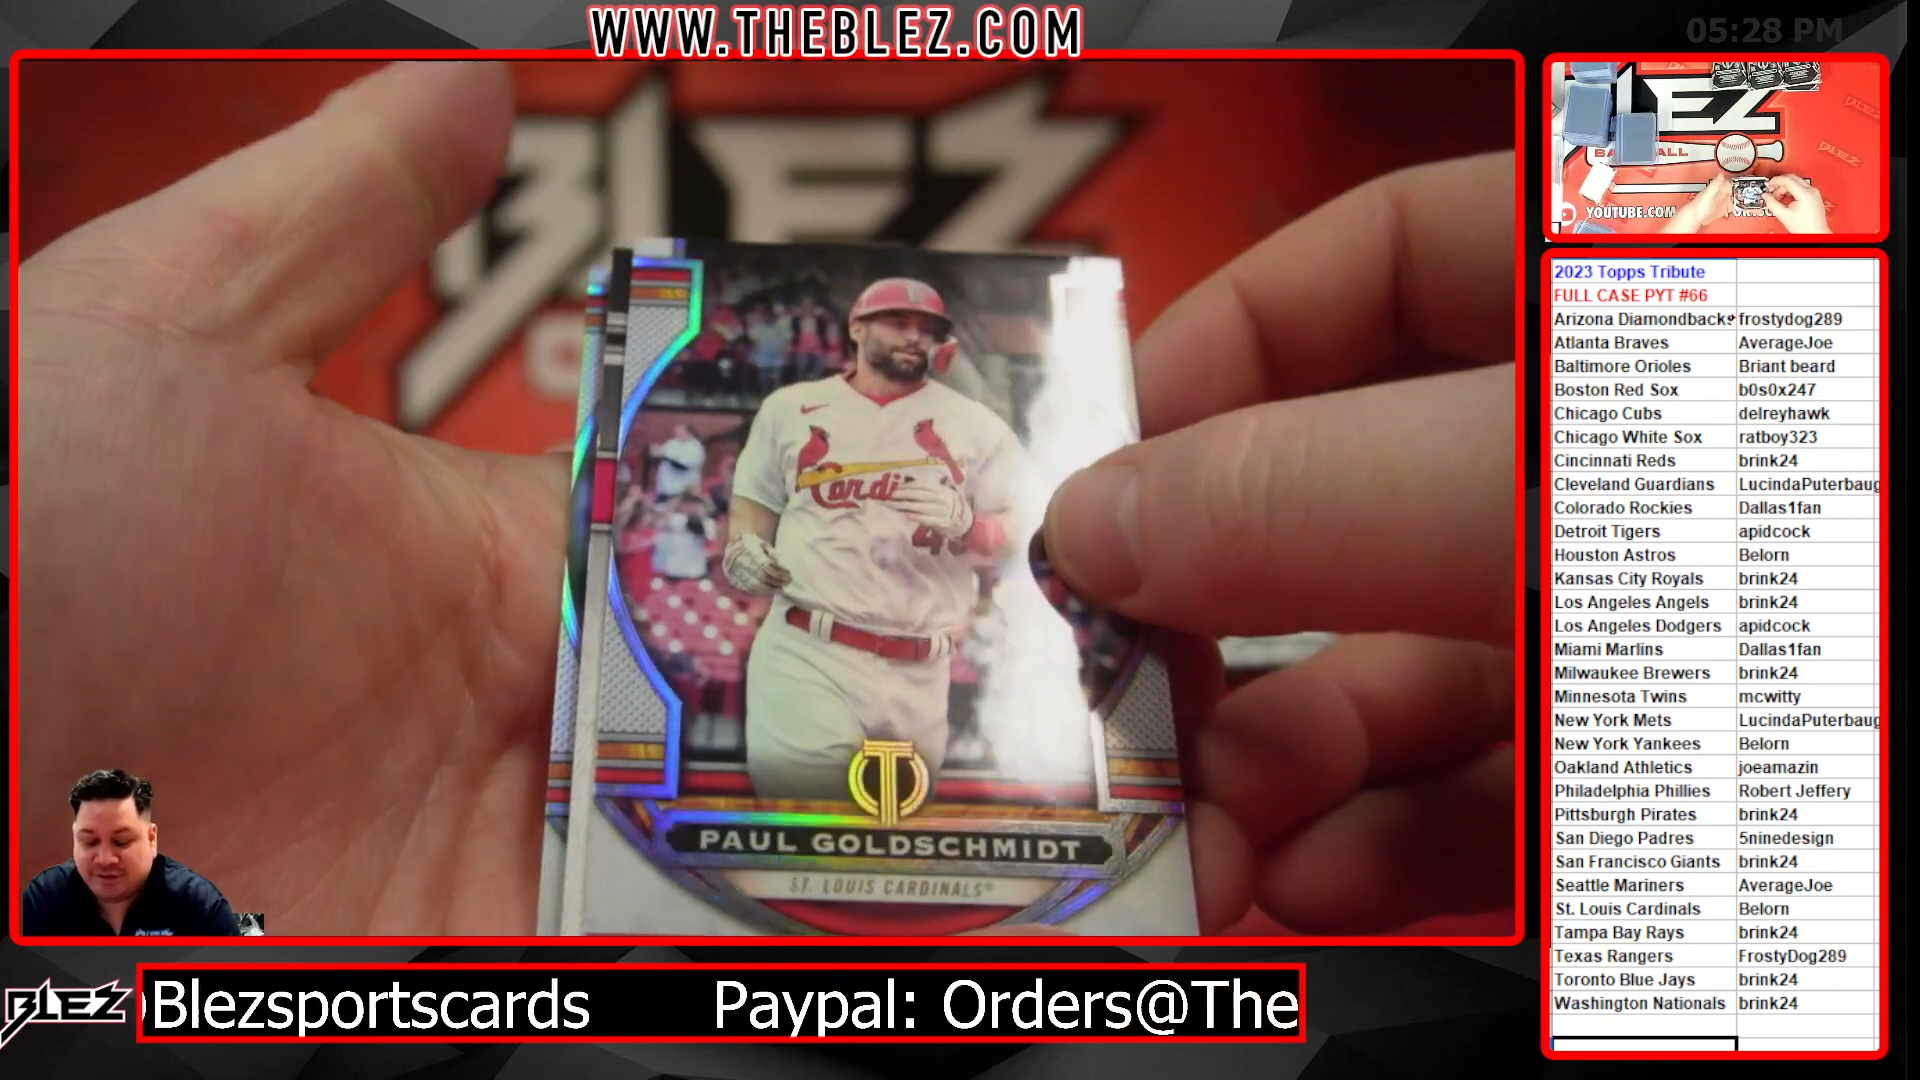 WWW.THEBLEZ.COM
05:28 PM
BLEZ
Cardi
PAUL GOLDSCHMIDT
ST. LOUIS CARDINALS®
EZ
BLEZ
BLEZ
YOUTUBE.COM
2023 Topps Tribute
FULL CASE PYT #66
Arizona Diamondbacks frostydog289
Atlanta Braves AverageJoe
Baltimore Orioles Briant beard
Boston Red Sox b0s0x247
Chicago Cubs delreyhawk
Chicago White Sox ratboy323
Cincinnati Reds brink24
Cleveland Guardians LucindaPuterbaug
Colorado Rockies Dallas1fan
Detroit Tigers apidcock
Houston Astros Belorn
Kansas City Royals brink24
Los Angeles Angels brink24
Los Angeles Dodgers apidcock
Miami Marlins Dallas1fan
Milwaukee Brewers brink24
Minnesota Twins mcwitty
New York Mets LucindaPuterbaug
New York Yankees Belorn
Oakland Athletics joeamazin
Philadelphia Phillies Robert Jeffery
Pittsburgh Pirates brink24
San Diego Padres 5ninedesign
San Francisco Giants brink24
Seattle Mariners AverageJoe
St. Louis Cardinals Belorn
Tampa Bay Rays brink24
Texas Rangers FrostyDog289
Toronto Blue Jays brink24
Washington Nationals brink24
BLEZ
Blezsportscards Paypal: Orders@The